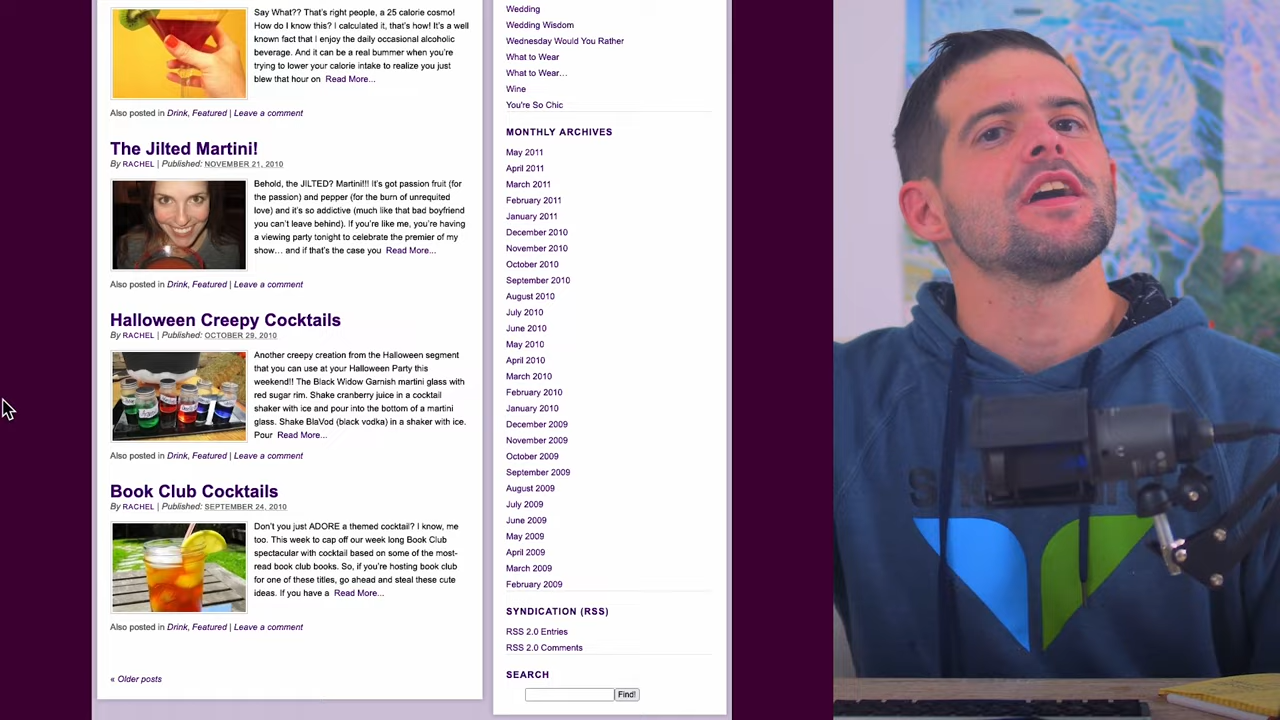 Say What?? That's right people, a 25 calorie cosmo!
How do I know this? I calculated it, that's how! It's a well
known fact that I enjoy the daily occasional alcoholic
beverage. And it can be a real bummer when you're
trying to lower your calorie intake to realize you just
blew that hour on Read More...
Also posted in Drink, Featured | Leave a comment
The Jilted Martini!
By RACHEL | Published: NOVEMBER 21, 2010
Behold, the JILTED? Martini!!! It's got passion fruit (for
the passion) and pepper (for the burn of unrequited
love) and it's so addictive (much like that bad boyfriend
you can't leave behind). If you're like me, you're having
a viewing party tonight to celebrate the premier of my
show… and if that's the case you Read More...
Also posted in Drink, Featured | Leave a comment
Halloween Creepy Cocktails
By RACHEL | Published: OCTOBER 29, 2010
Another creepy creation from the Halloween segment
that you can use at your Halloween Party this
weekend!! The Black Widow Garnish martini glass with
red sugar rim. Shake cranberry juice in a cocktail
shaker with ice and pour into the bottom of a martini
glass. Shake BlaVod (black vodka) in a shaker with ice.
Pour Read More...
Also posted in Drink, Featured | Leave a comment
Book Club Cocktails
By RACHEL | Published: SEPTEMBER 24, 2010
Don't you just ADORE a themed cocktail? I know, me
too. This week to cap off our week long Book Club
spectacular with cocktail based on some of the most-
read book club books. So, if you're hosting book club
for one of these titles, go ahead and steal these cute
ideas. If you have a Read More...
Also posted in Drink, Featured | Leave a comment
« Older posts
Wedding
Wedding Wisdom
Wednesday Would You Rather
What to Wear
What to Wear…
Wine
You're So Chic
MONTHLY ARCHIVES
May 2011
April 2011
March 2011
February 2011
January 2011
December 2010
November 2010
October 2010
September 2010
August 2010
July 2010
June 2010
May 2010
April 2010
March 2010
February 2010
January 2010
December 2009
November 2009
October 2009
September 2009
August 2009
July 2009
June 2009
May 2009
April 2009
March 2009
February 2009
SYNDICATION (RSS)
RSS 2.0 Entries
RSS 2.0 Comments
SEARCH
Find!